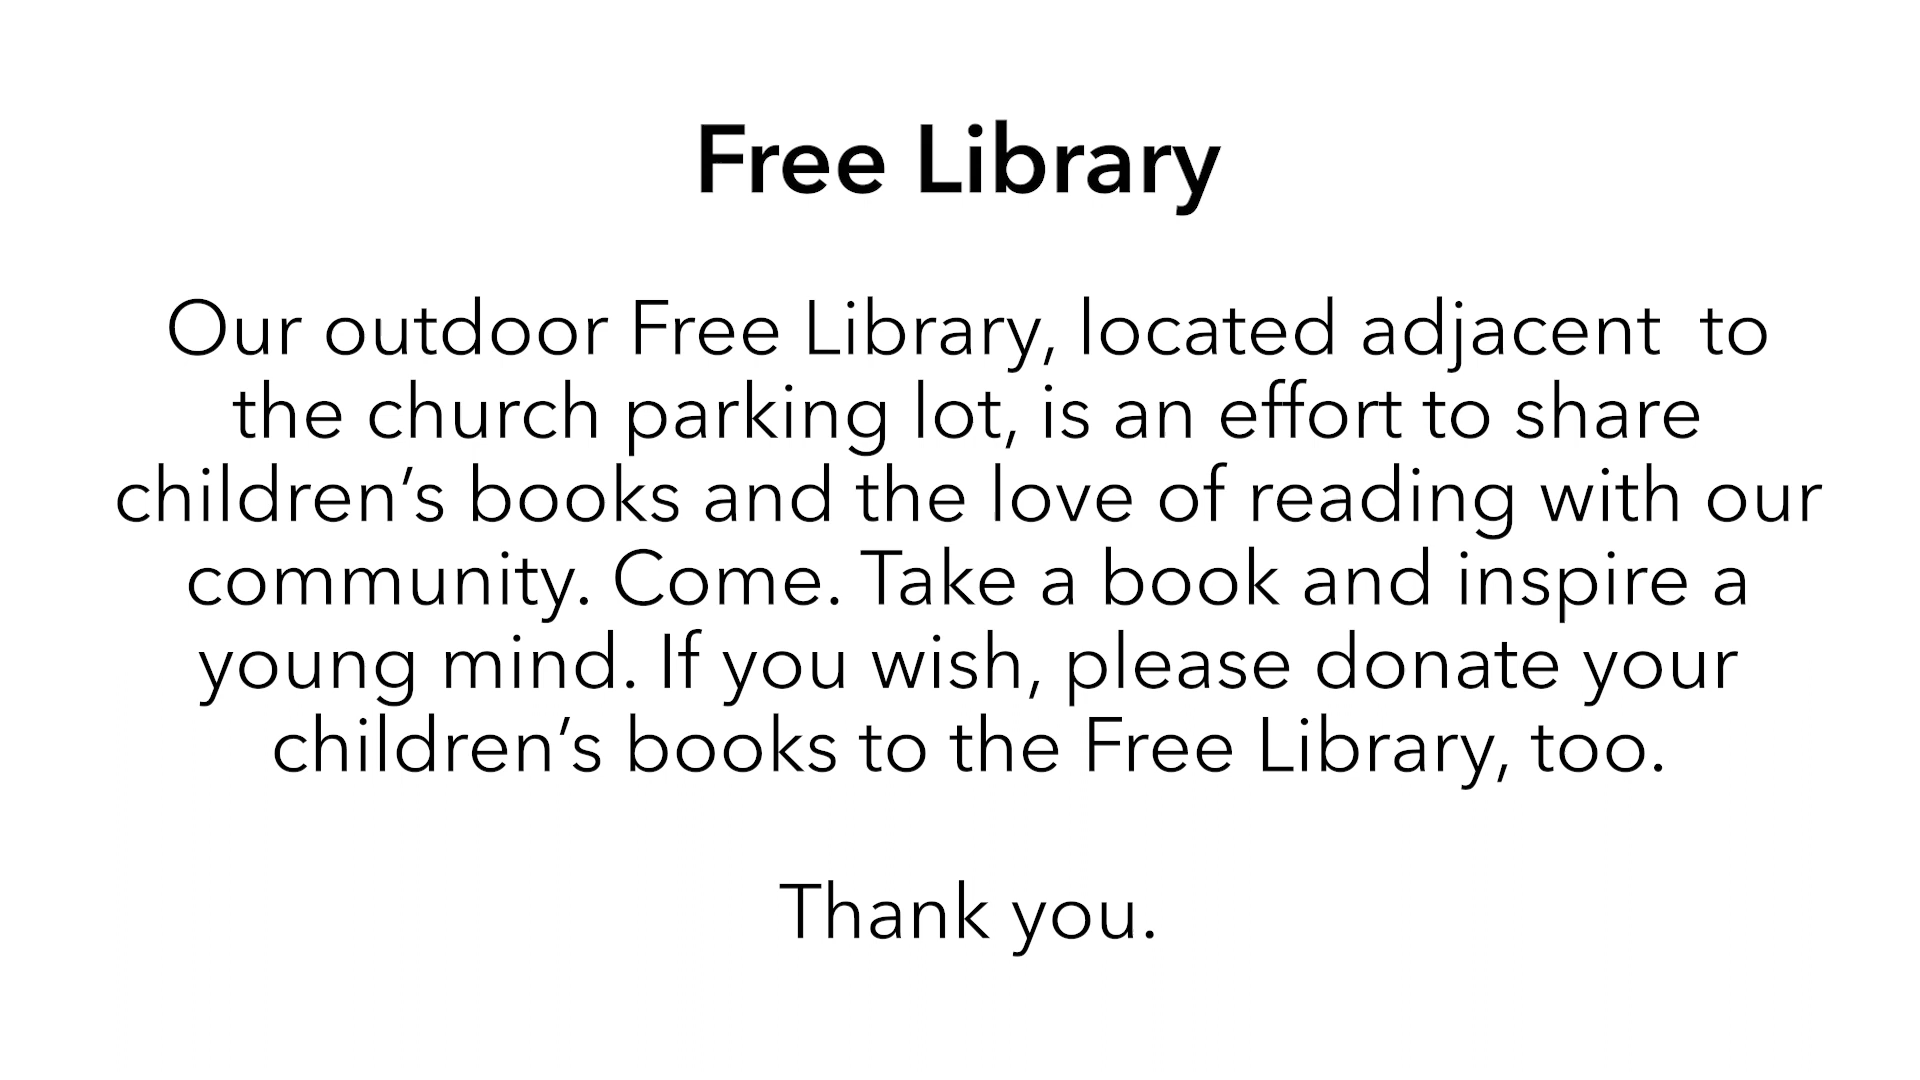 Free Library
Our outdoor Free Library, located adjacent  to
the church parking lot, is an effort to share
children’s books and the love of reading with our
community. Come. Take a book and inspire a
young mind. If you wish, please donate your
children’s books to the Free Library, too.
Thank you.